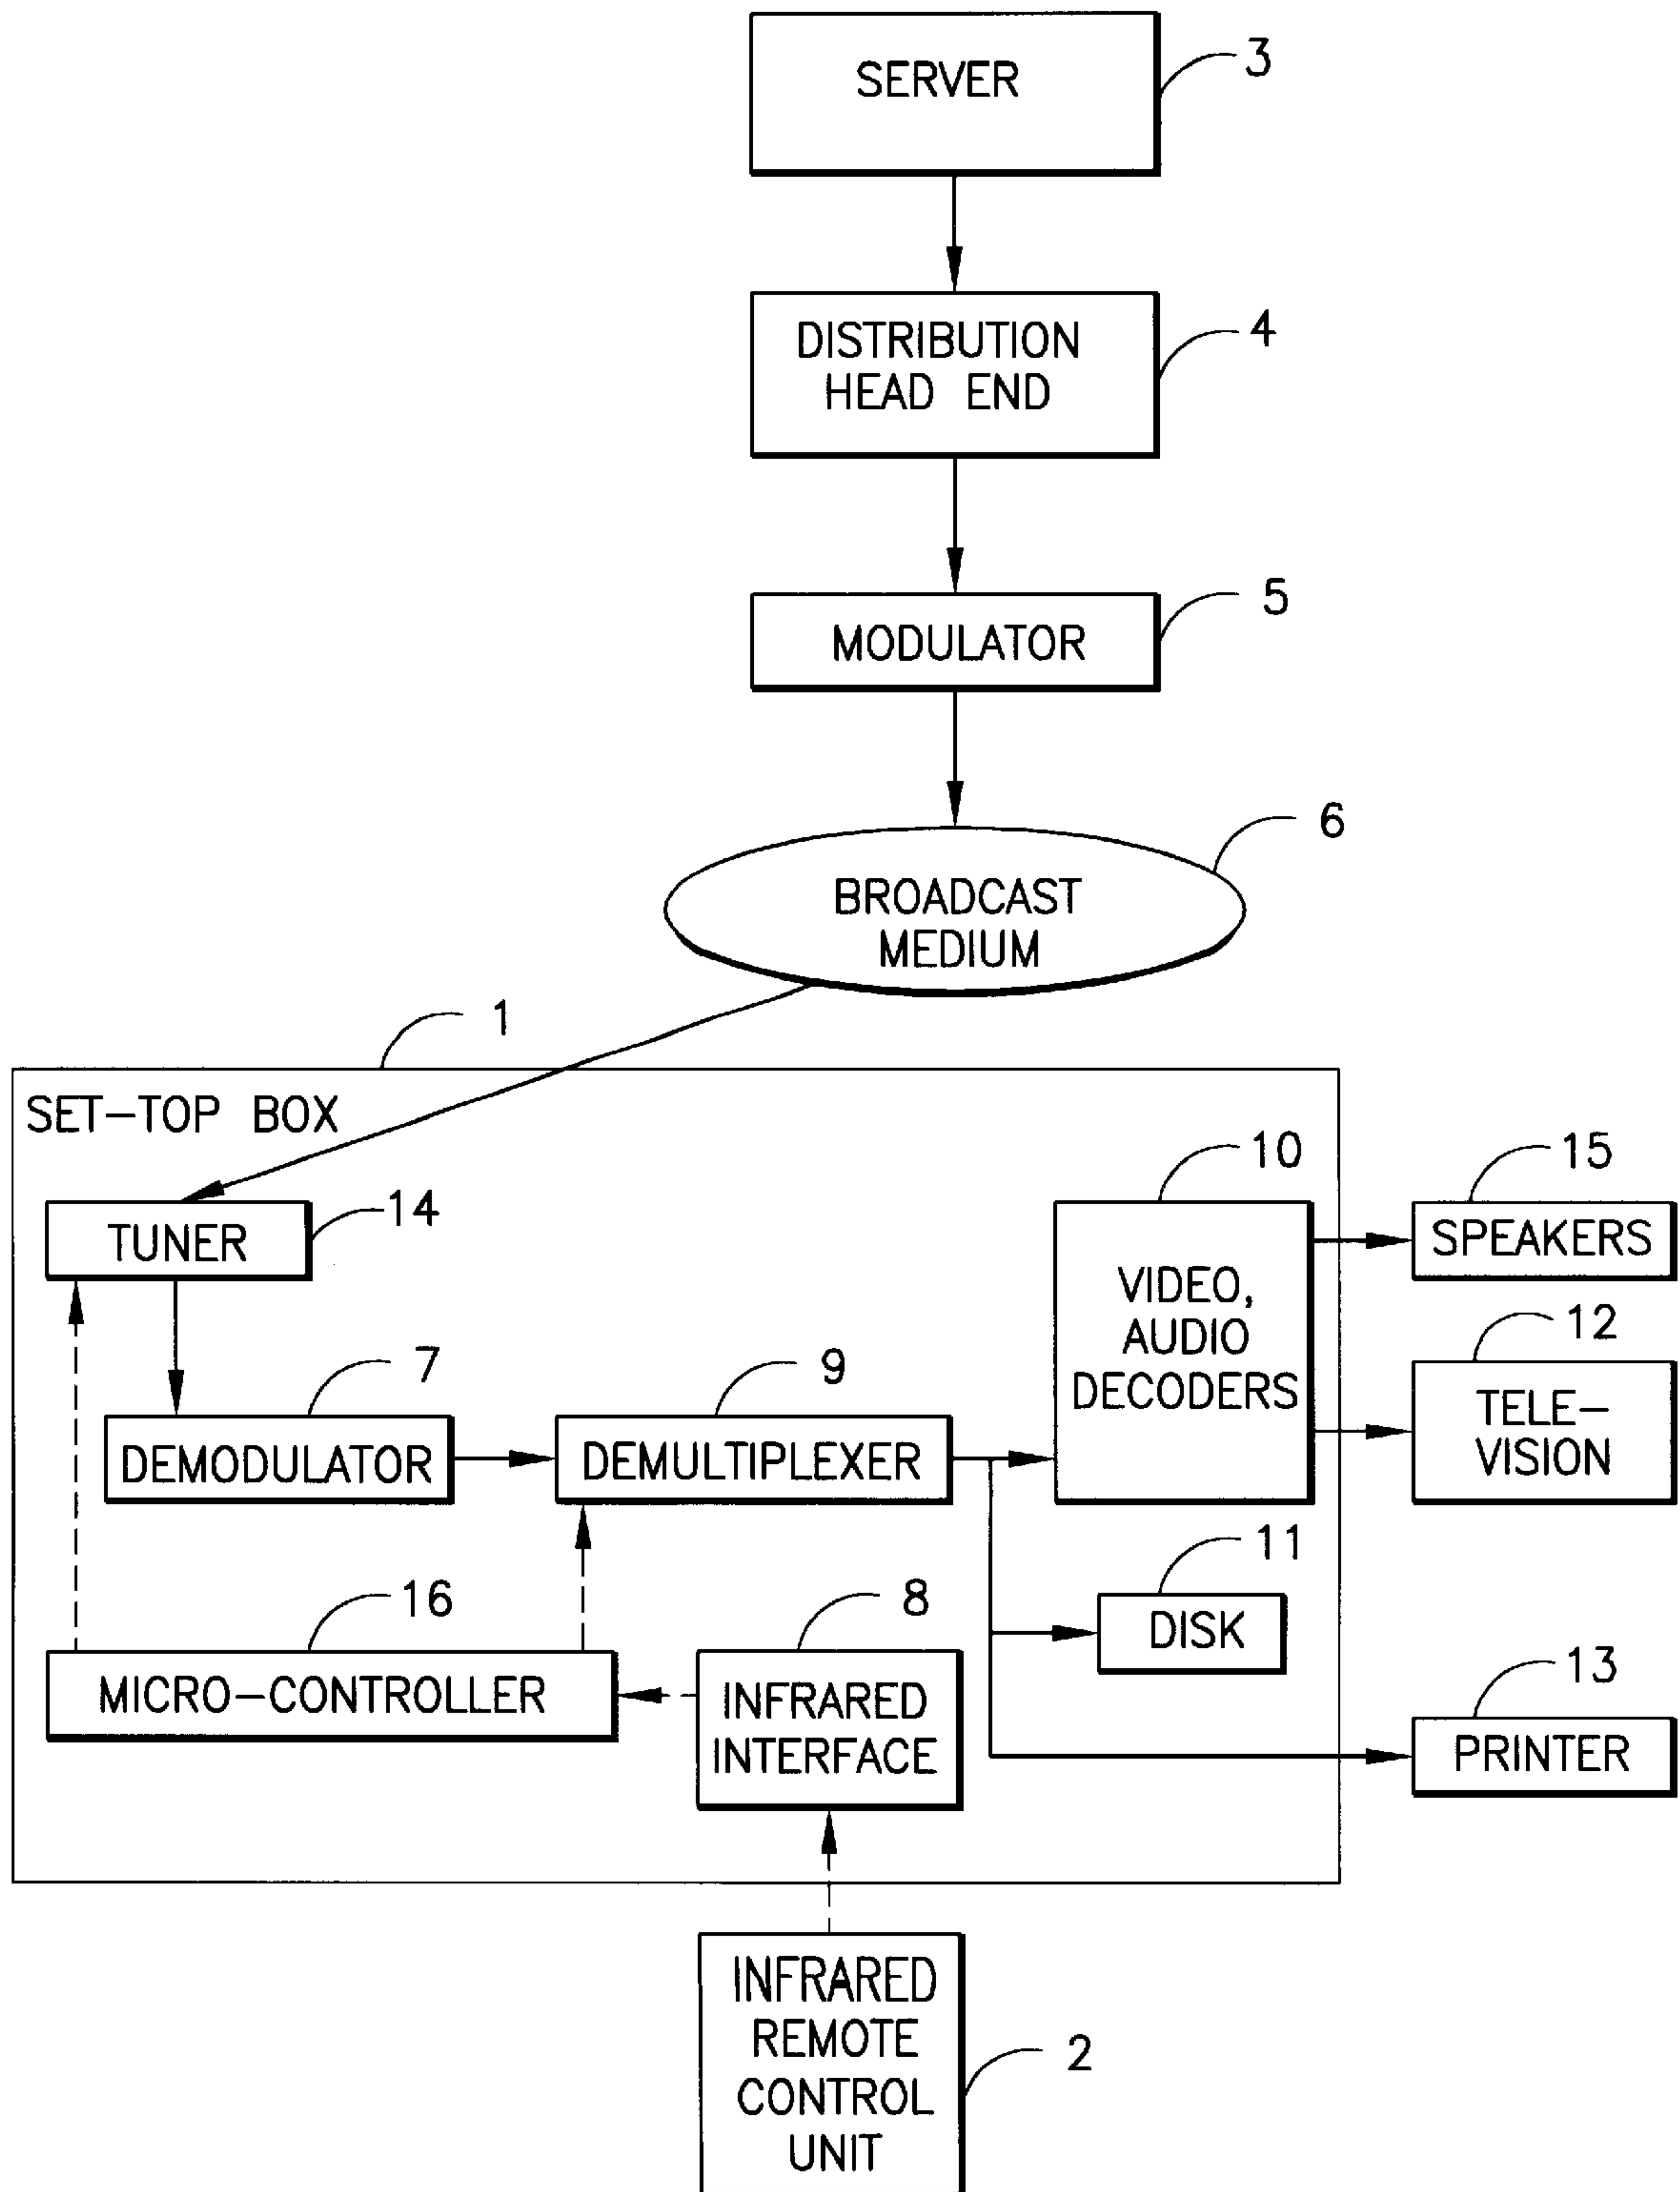 SERVER
3
DISTRIBUTION
HEAD END
4
MODULATOR
5
BROADCAST
MEDIUM
6
1
SET-TOP BOX
TUNER
14
10
VIDEO,
AUDIO
DECODERS
15
SPEAKERS
12
TELE-
VISION
7
DEMODULATOR
9
DEMULTIPLEXER
11
DISK
16
MICRO-CONTROLLER
8
INFRARED
INTERFACE
13
PRINTER
INFRARED
REMOTE
CONTROL
UNIT
2